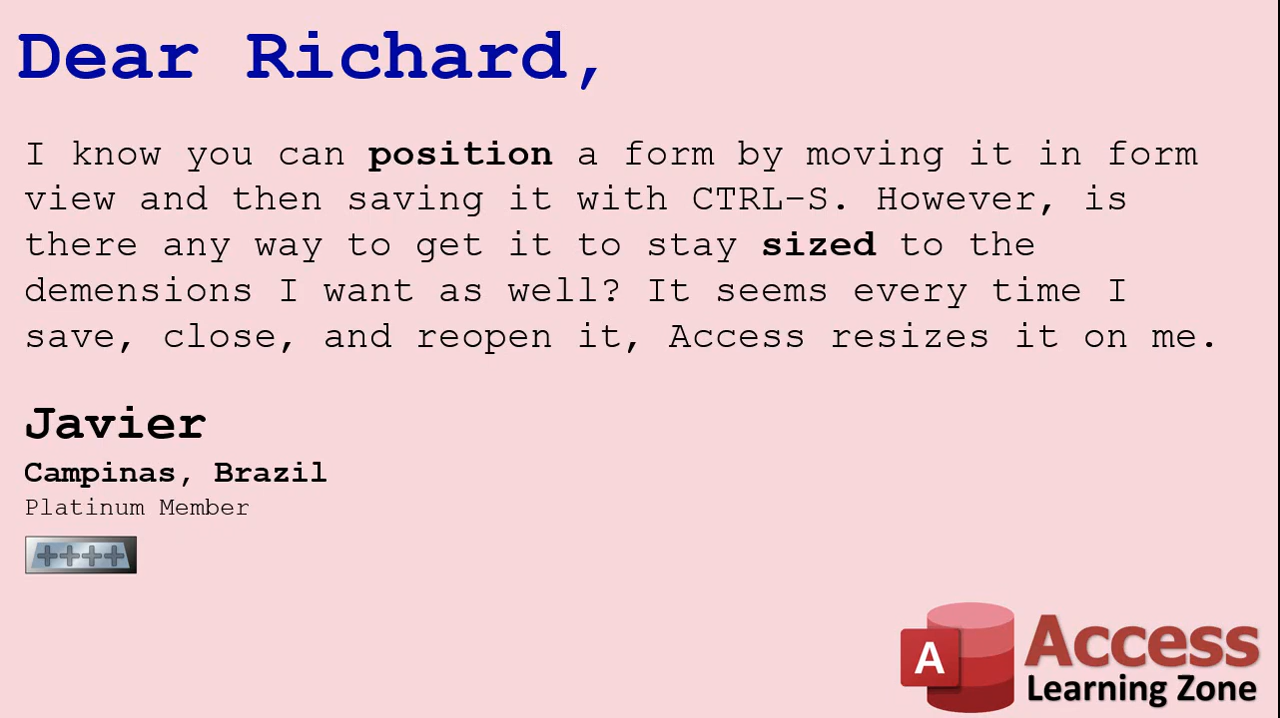 Dear Richard,
I know you can position a form by moving it in form
view and then saving it with CTRL-S. However, is
there any way to get it to stay sized to the
demensions I want as well? It seems every time I
save, close, and reopen it, Access resizes it on me.
Javier
Campinas, Brazil
Platinum Member
++++
A Access
Learning Zone